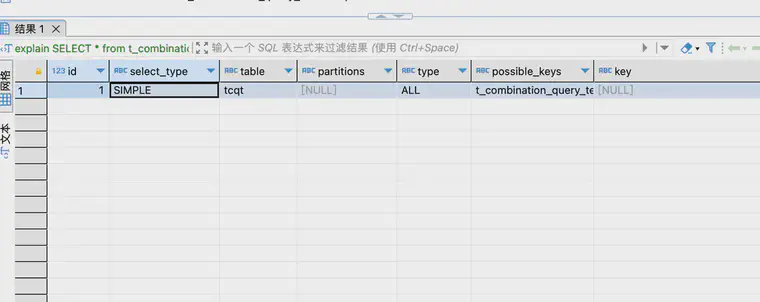 结果 1
explain SELECT * from t_combinatio
输入一个 SQL 表达式来过滤结果 (使用 Ctrl+Space)
网格
文本
123 id
ABC select_type
ABC table
ABC partitions
ABC type
ABC possible_keys
ABC key
1
1
SIMPLE
tcqt
[NULL]
ALL
t_combination_query_te
[NULL]